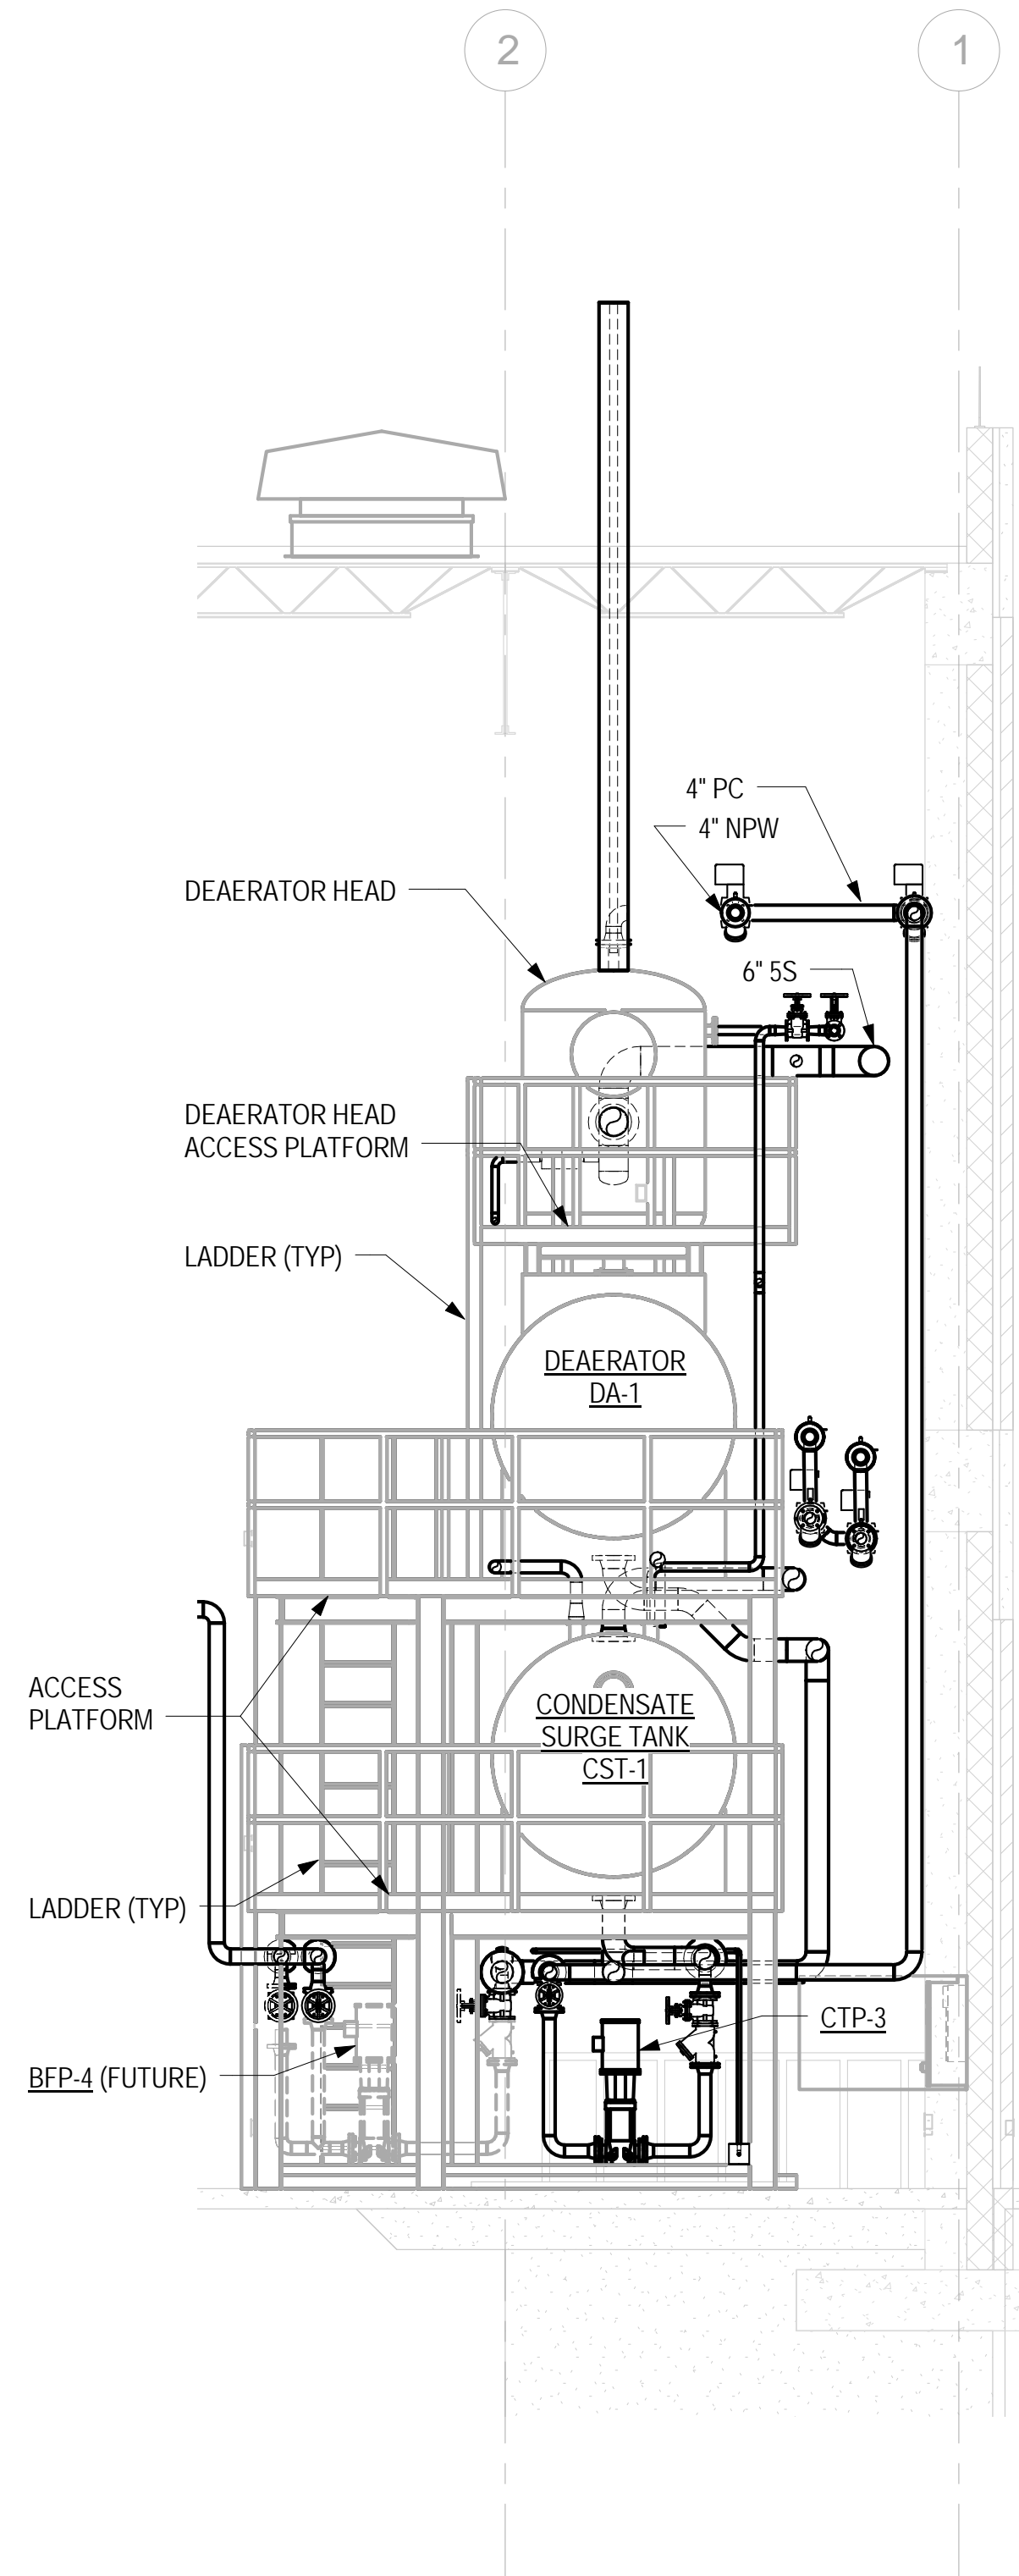 2
1
4" PC
4" NPW
DEAERATOR HEAD
6" 5S
DEAERATOR HEAD
ACCESS PLATFORM
LADDER (TYP)
DEAERATOR
DA-1
ACCESS
PLATFORM
CONDENSATE
SURGE TANK
CST-1
LADDER (TYP)
CTP-3
BFP-4 (FUTURE)